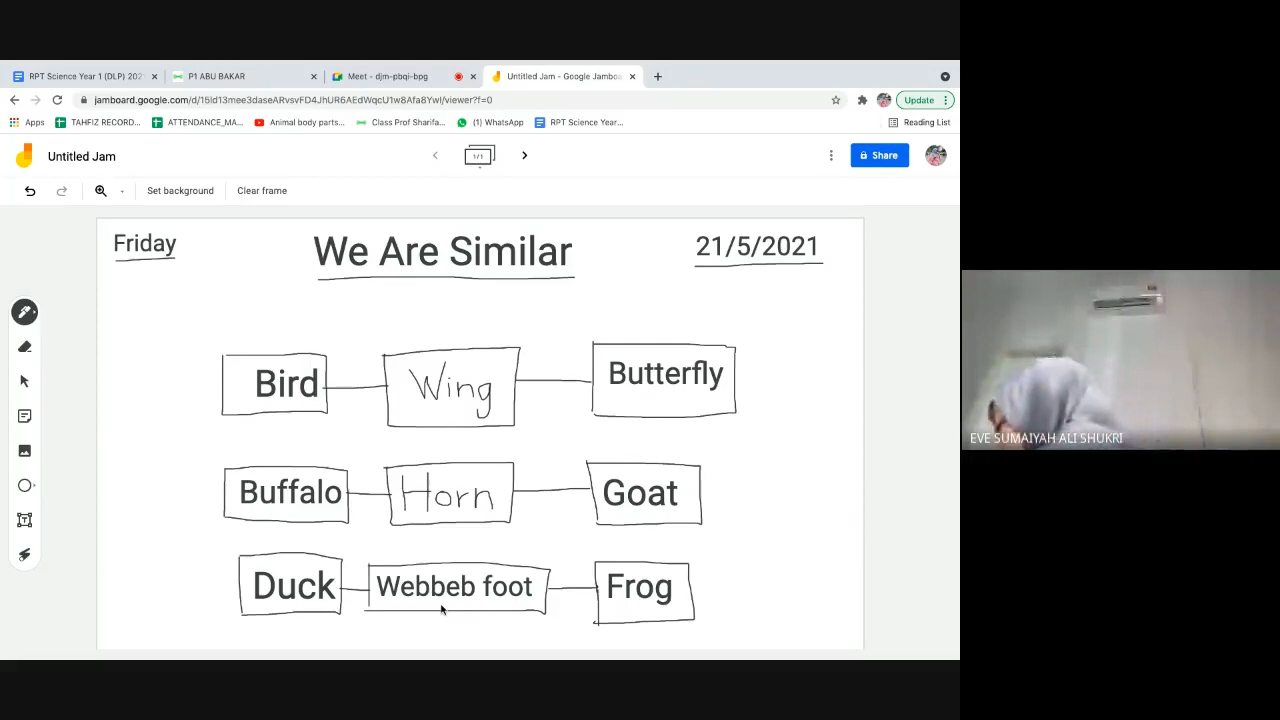 RPT Science Year 1 (DLP) 202
P1 ABU BAKAR
Meet - djm-pbqi-bpg
Untitled Jam - Google Jamboa
jamboard.google.com/d/15ld13mee3daseARvsvFD4JhUR6AEdWqcU1w8Afa8YwI/viewer?f=0
Update
Apps
TAHFIZ RECORD...
ATTENDANCE_MA...
Animal body parts...
Class Prof Sharifa...
(1) WhatsApp
RPT Science Year...
Reading List
Untitled Jam
1/1
Share
Set background
Clear frame
Friday
We Are Similar
21/5/2021
Bird
Wing
Butterfly
Buffalo
Horn
Goat
Duck
Webbeb foot
Frog
EVE SUMAIYAH ALI SHUKRI